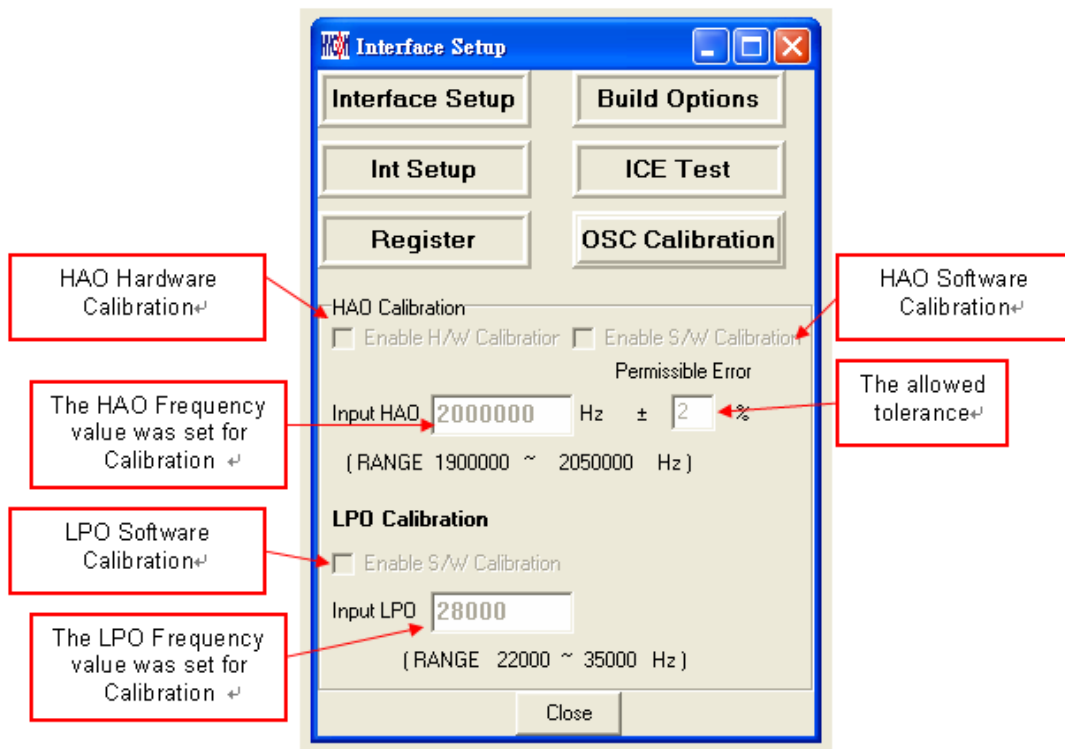 HYCON Interface Setup
Interface Setup
Build Options
Int Setup
ICE Test
Register
OSC Calibration
HAO Hardware
Calibration↵
HAO Software
Calibration↵
HAO Calibration
Enable H/W Calibration
Enable S/W Calibration
Permissible Error
The HAO Frequency
value was set for
Calibration ↵
Input HAO 2000000 Hz ± 2 %
The allowed
tolerance↵
( RANGE 1900000 ~ 2050000 Hz )
LPO Calibration
LPO Software
Calibration↵
Enable S/W Calibration
Input LPO 28000
The LPO Frequency
value was set for
Calibration ↵
( RANGE 22000 ~ 35000 Hz )
Close